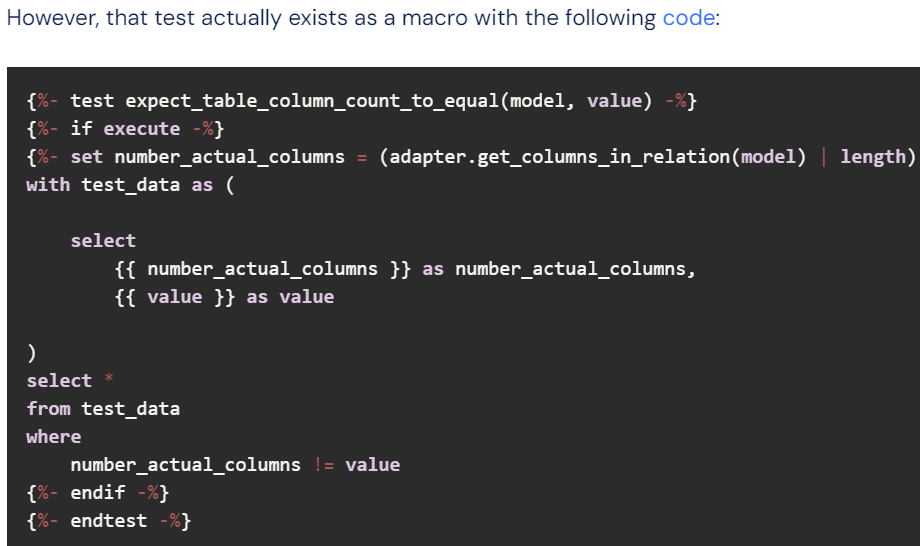 However, that test actually exists as a macro with the following code:
{%- test expect_table_column_count_to_equal(model, value) -%}
{%- if execute -%}
{%- set number_actual_columns = (adapter.get_columns_in_relation(model) | length)
with test_data as (
select
{{ number_actual_columns }} as number_actual_columns,
{{ value }} as value
)
select *
from test_data
where
number_actual_columns != value
{%- endif -%}
{%- endtest -%}